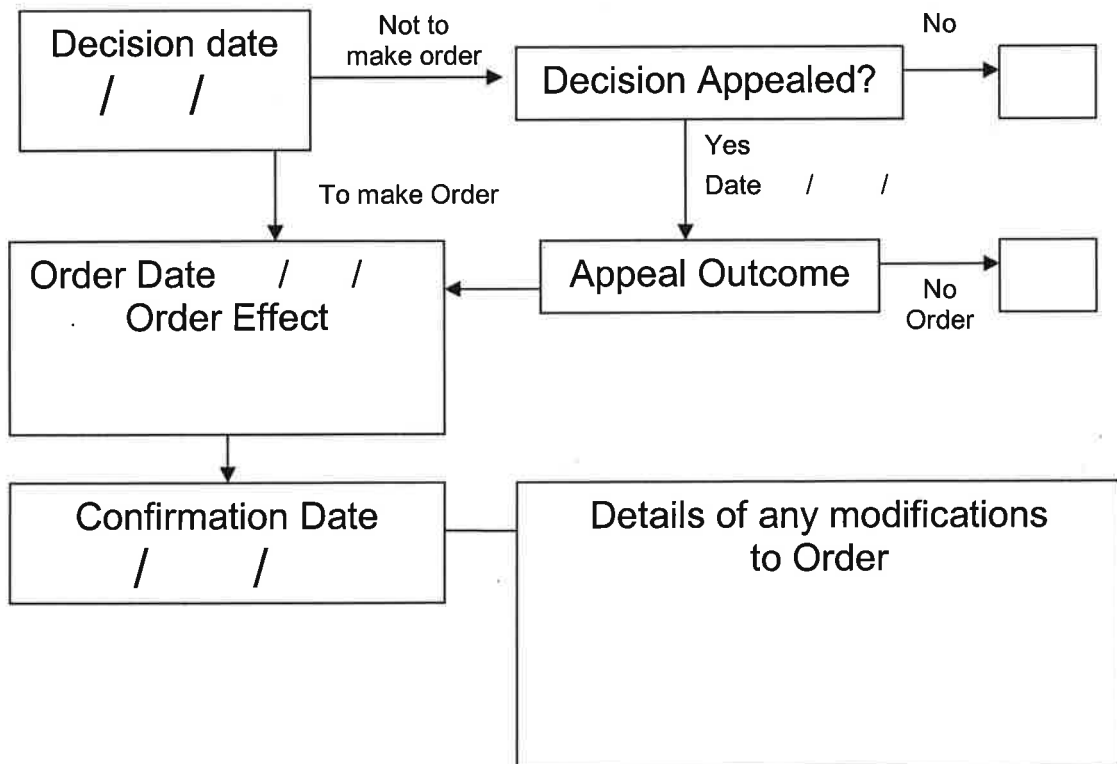 Decision date
/ /
Not to
make order
Decision Appealed?
No
Yes
Date / /
To make Order
Order Date / /
Order Effect
Appeal Outcome
No
Order
Confirmation Date
/ /
Details of any modifications
to Order